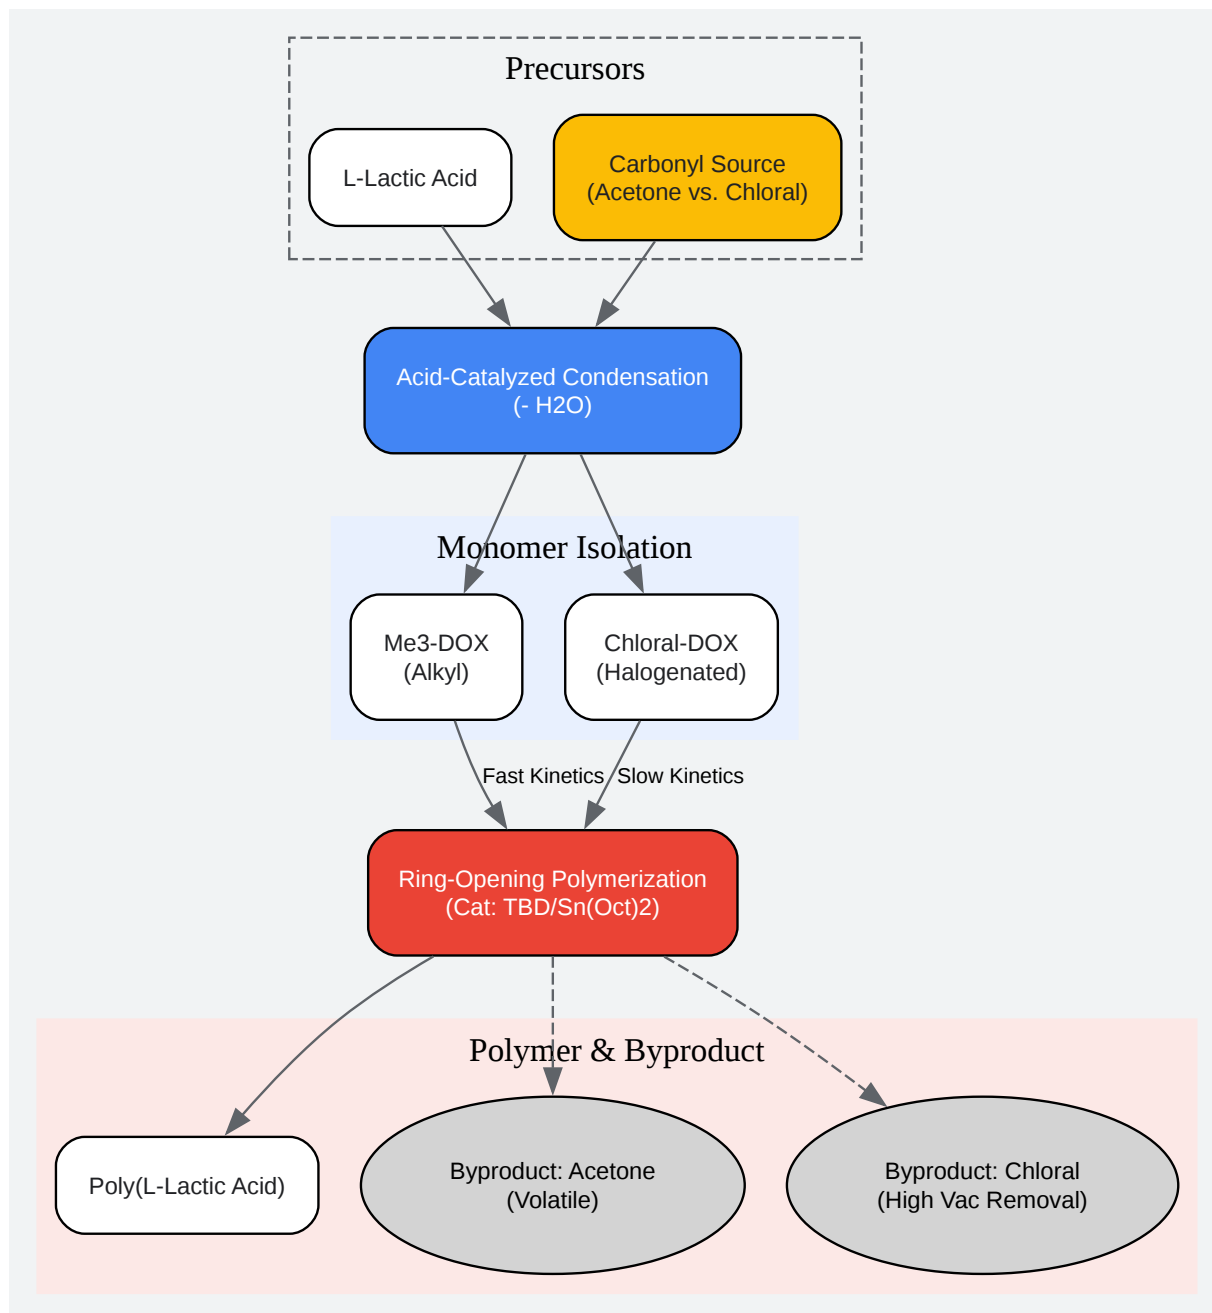 Precursors
L-Lactic Acid
Carbonyl Source
(Acetone vs. Chloral)
Acid-Catalyzed Condensation
(- H2O)
Monomer Isolation
Me3-DOX
(Alkyl)
Chloral-DOX
(Halogenated)
Fast Kinetics
Slow Kinetics
Ring-Opening Polymerization
(Cat: TBD/Sn(Oct)2)
Polymer & Byproduct
Poly(L-Lactic Acid)
Byproduct: Acetone
(Volatile)
Byproduct: Chloral
(High Vac Removal)